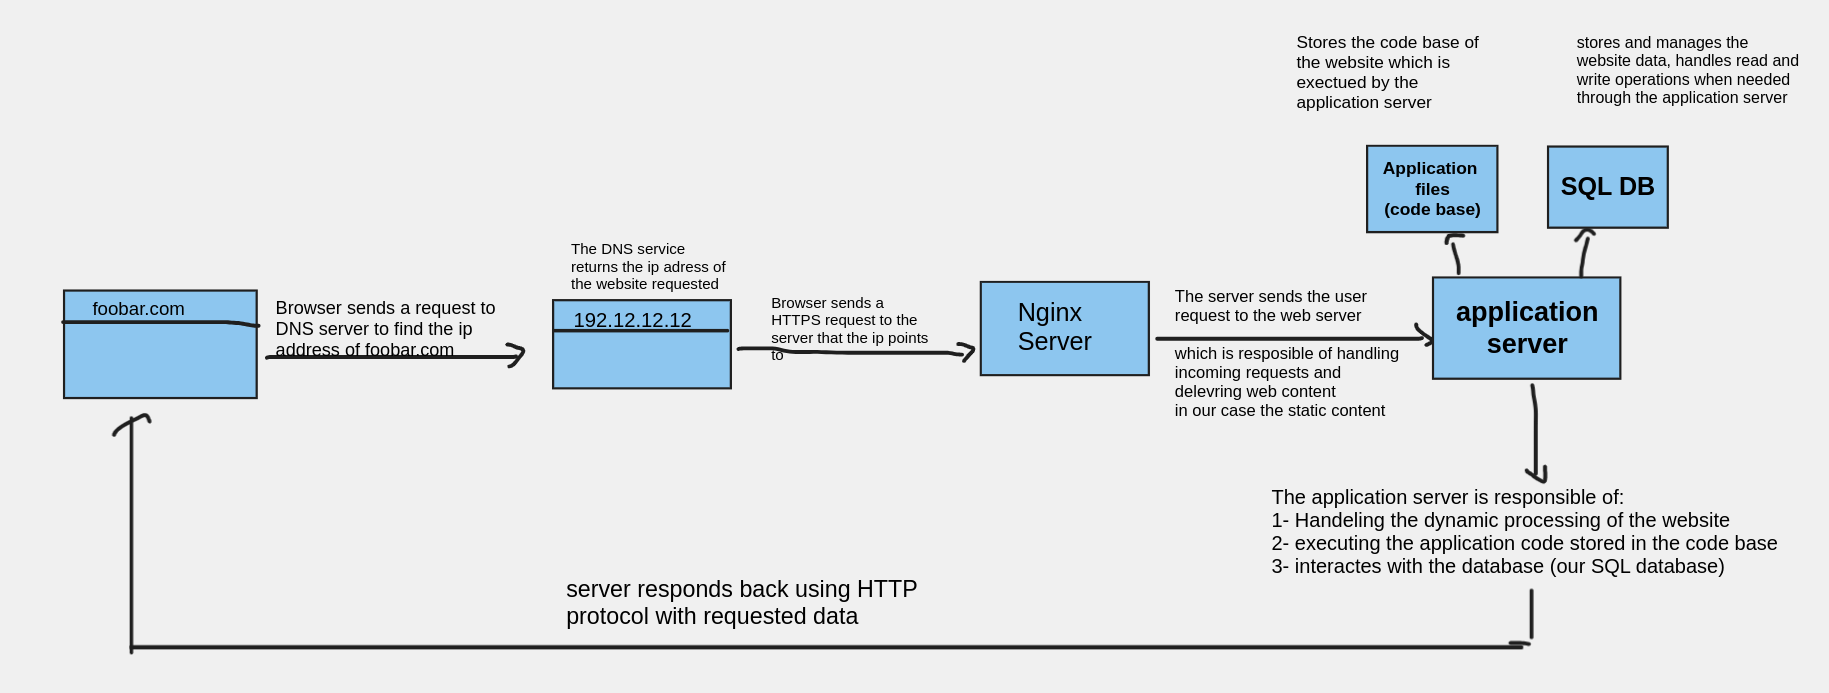 Stores the code base of
the website which is
exectued by the
application server
stores and manages the
website data, handles read and
write operations when needed
through the application server
Application
files
(code base)
SQL DB
foobar.com
Browser sends a request to
DNS server to find the ip
address of foobar.com
The DNS service
returns the ip adress of
the website requested
192.12.12.12
Browser sends a
HTTPS request to the
server that the ip points
to
Nginx
Server
The server sends the user
request to the web server
which is resposible of handling
incoming requests and
delevring web content
in our case the static content
application
server
The application server is responsible of:
1- Handeling the dynamic processing of the website
2- executing the application code stored in the code base
3- interactes with the database (our SQL database)
server responds back using HTTP
protocol with requested data